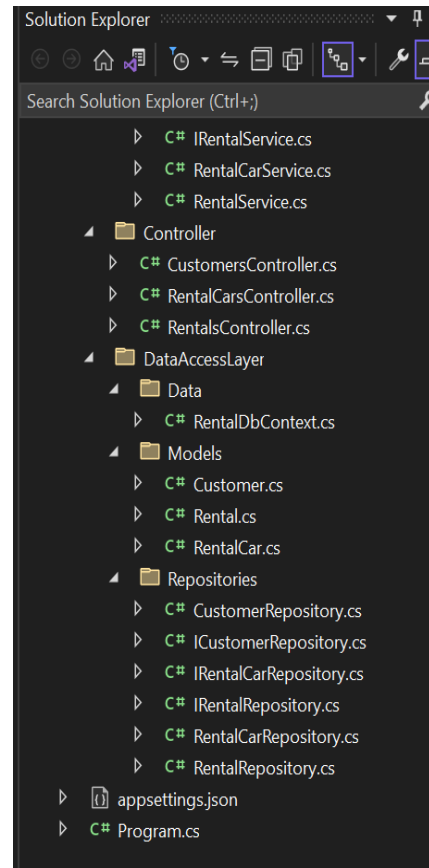 Solution Explorer
Search Solution Explorer (Ctrl+;)
C# IRentalService.cs
C# RentalCarService.cs
C# RentalService.cs
Controller
C# CustomersController.cs
C# RentalCarsController.cs
C# RentalsController.cs
DataAccessLayer
Data
C# RentalDbContext.cs
Models
C# Customer.cs
C# Rental.cs
C# RentalCar.cs
Repositories
C# CustomerRepository.cs
C# ICustomerRepository.cs
C# IRentalCarRepository.cs
C# IRentalRepository.cs
C# RentalCarRepository.cs
C# RentalRepository.cs
appsettings.json
C# Program.cs